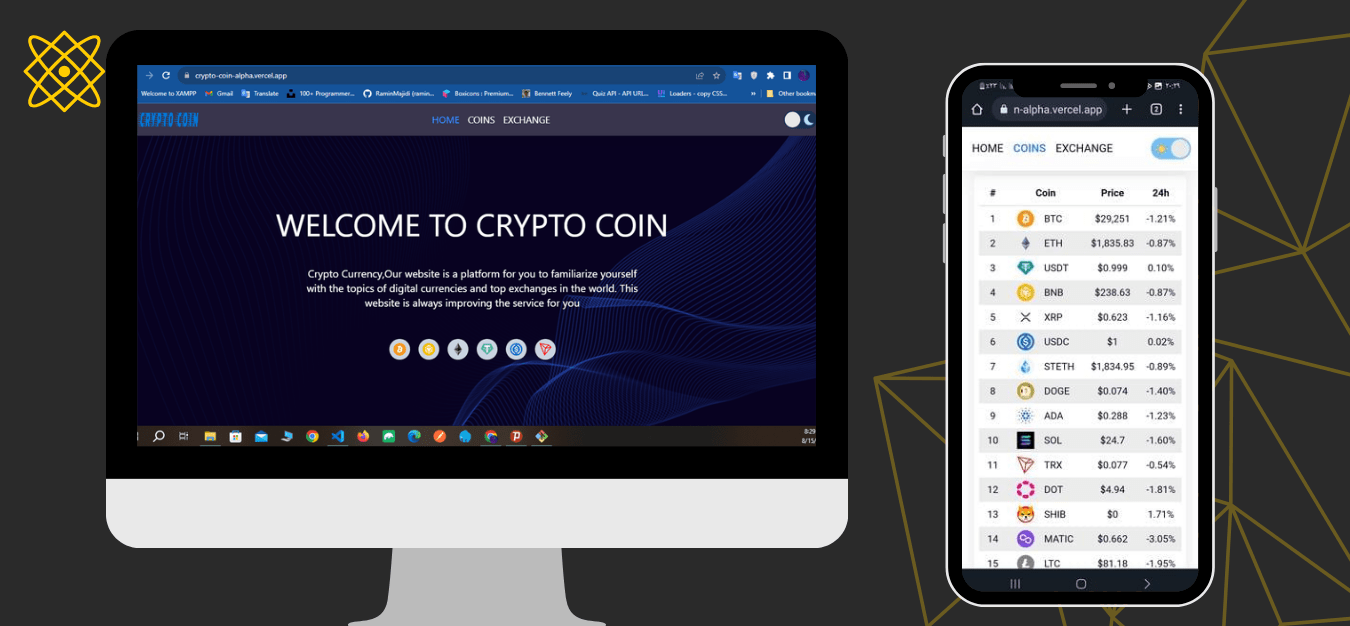 crypto-coin-alpha.vercel.app
Welcome to XAMPP Gmail Translate 100+ Programmer... RaminMajidi (ramin... Boxicons : Premium... Bennett Feely Quiz API - API URL... Loaders - copy CSS... » Other bookm
CRYPTO COIN HOME COINS EXCHANGE
WELCOME TO CRYPTO COIN
Crypto Currency,Our website is a platform for you to familiarize yourself
with the topics of digital currencies and top exchanges in the world. This
website is always improving the service for you
8:29
8/15/
n-alpha.vercel.app 2
HOME COINS EXCHANGE
# Coin Price 24h
1 BTC $29,251 -1.21%
2 ETH $1,835.83 -0.87%
3 USDT $0.999 0.10%
4 BNB $238.63 -0.87%
5 XRP $0.623 -1.16%
6 USDC $1 0.02%
7 STETH $1,834.95 -0.89%
8 DOGE $0.074 -1.40%
9 ADA $0.288 -1.23%
10 SOL $24.7 -1.60%
11 TRX $0.077 -0.54%
12 DOT $4.94 -1.81%
13 SHIB $0 1.71%
14 MATIC $0.662 -3.05%
15 LTC $81.18 -1.95%